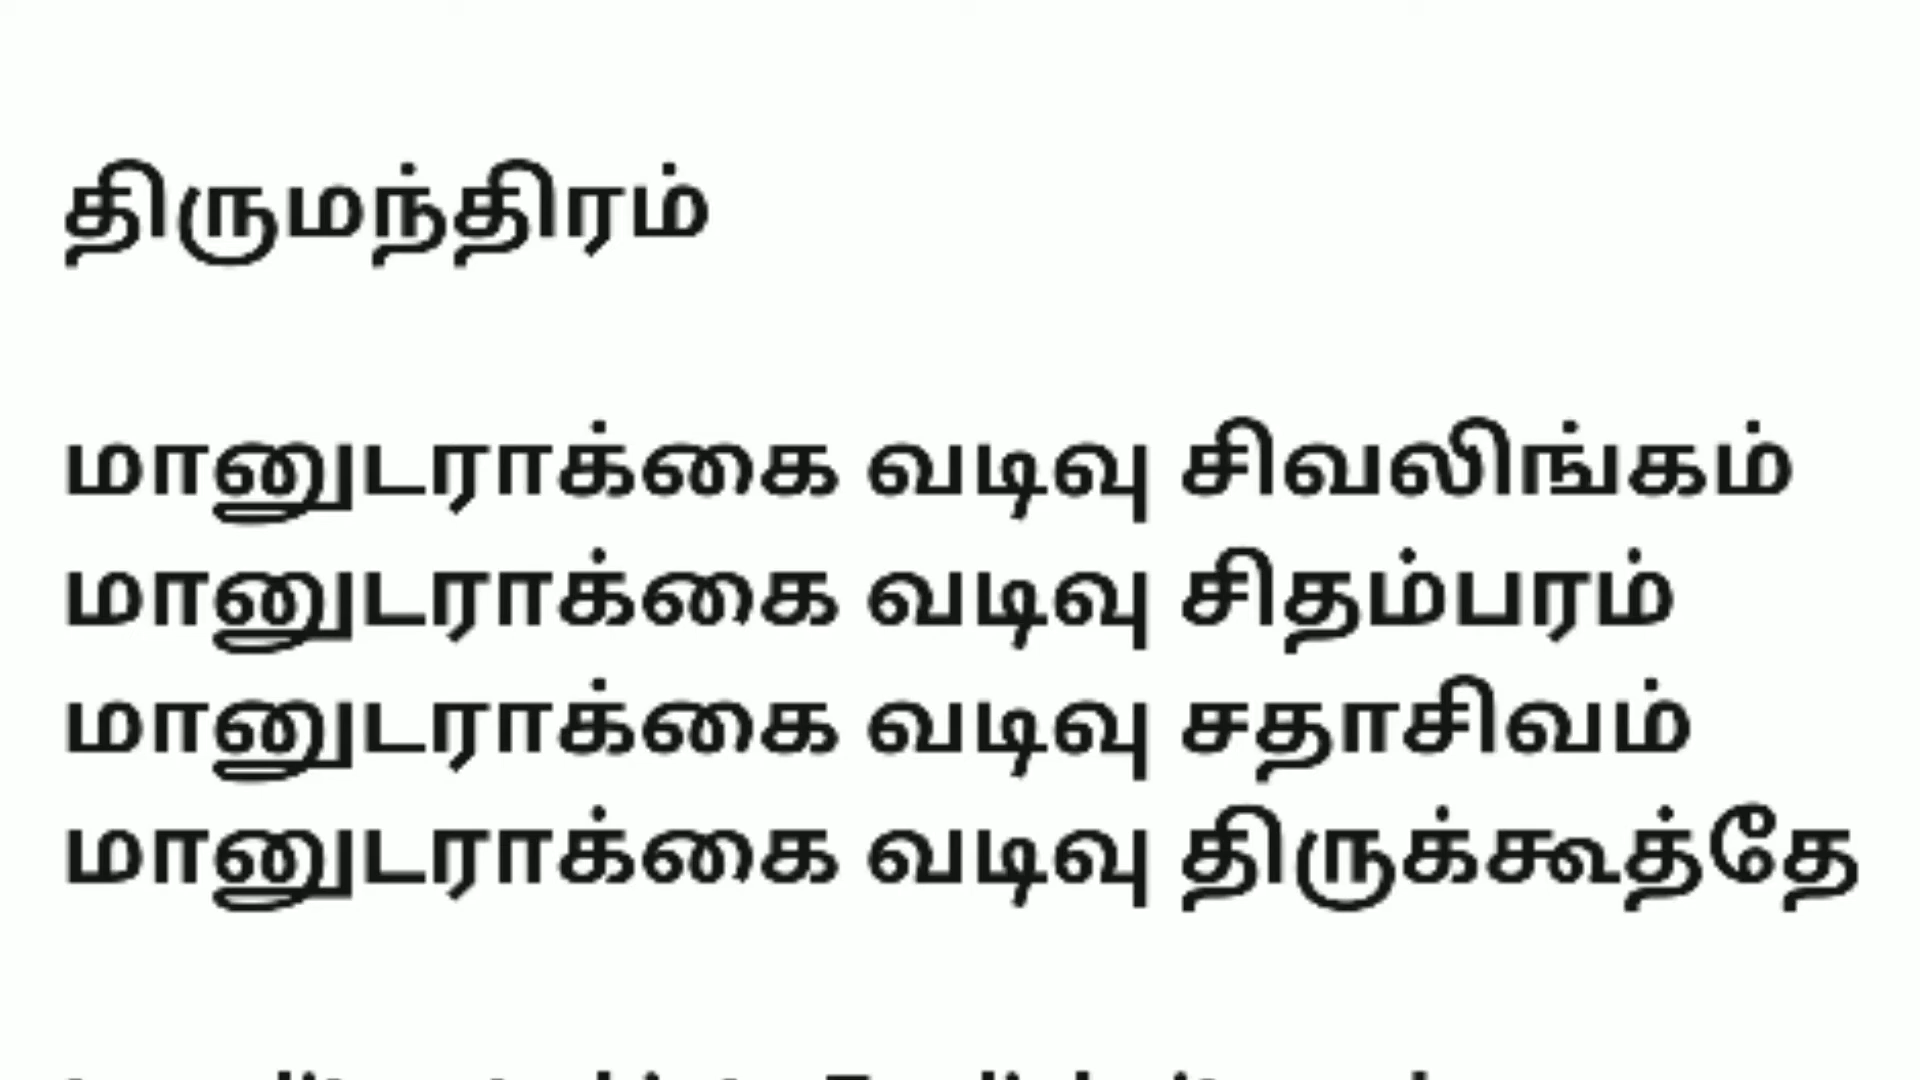 திருமந்திரம்
மானுடராக்கை வடிவு சிவலிங்கம்
மானுடராக்கை வடிவு சிதம்பரம்
மானுடராக்கை வடிவு சதாசிவம்
மானுடராக்கை வடிவு திருக்கூத்தே